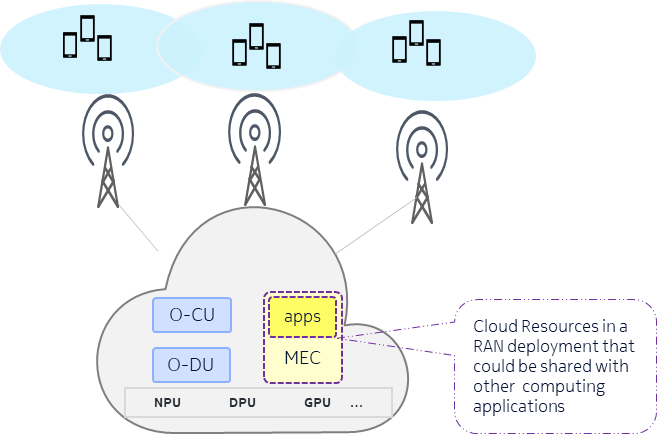 O-CU
apps
O-DU
MEC
NPU DPU GPU ...
Cloud Resources in a
RAN deployment that
could be shared with
other computing
applications